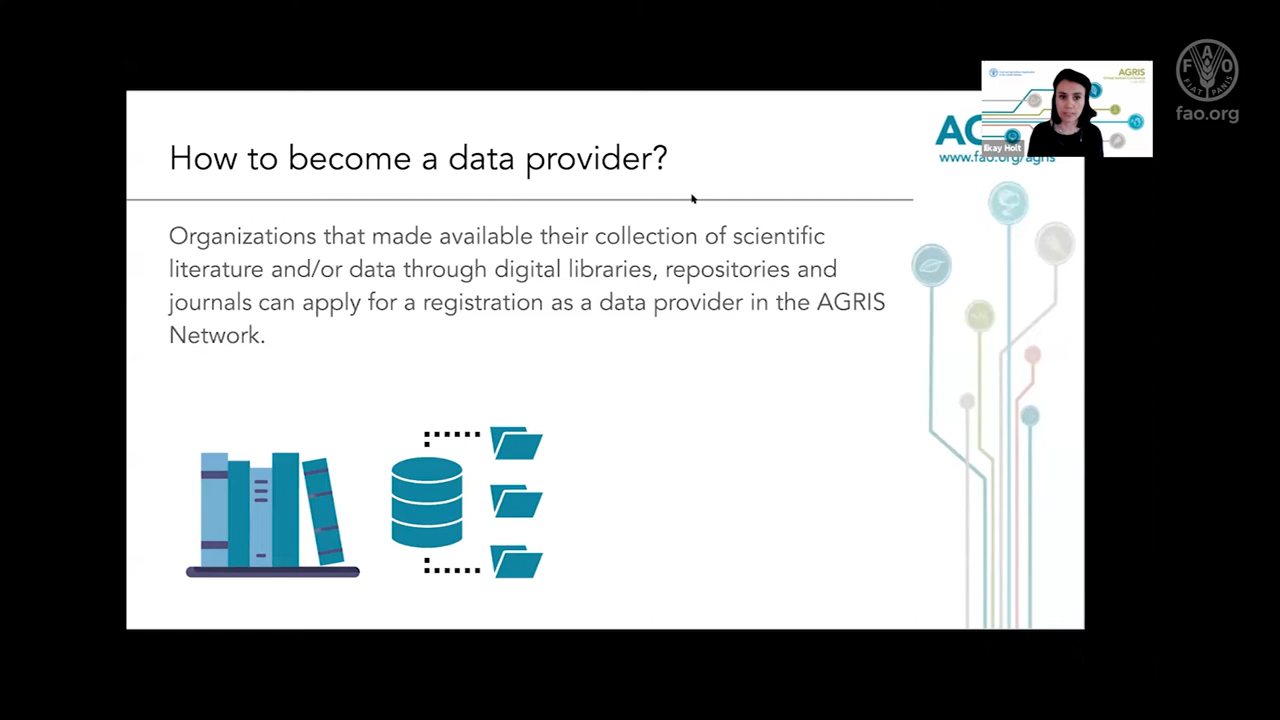 How to become a data provider?
Organizations that made available their collection of scientific
literature and/or data through digital libraries, repositories and
journals can apply for a registration as a data provider in the AGRIS
Network.
www.fao.org/agris
AGRIS
Ilkay Holt
F A O
FIAT PANIS
fao.org